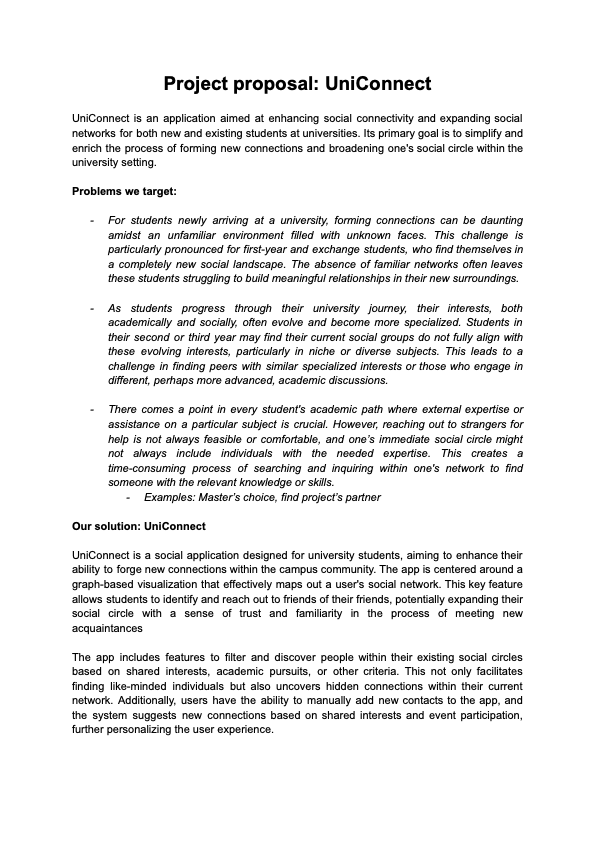 Project proposal: UniConnect
UniConnect is an application aimed at enhancing social connectivity and expanding social
networks for both new and existing students at universities. Its primary goal is to simplify and
enrich the process of forming new connections and broadening one's social circle within the
university setting.
Problems we target:
- For students newly arriving at a university, forming connections can be daunting
amidst an unfamiliar environment filled with unknown faces. This challenge is
particularly pronounced for first-year and exchange students, who find themselves in
a completely new social landscape. The absence of familiar networks often leaves
these students struggling to build meaningful relationships in their new surroundings.
- As students progress through their university journey, their interests, both
academically and socially, often evolve and become more specialized. Students in
their second or third year may find their current social groups do not fully align with
these evolving interests, particularly in niche or diverse subjects. This leads to a
challenge in finding peers with similar specialized interests or those who engage in
different, perhaps more advanced, academic discussions.
- There comes a point in every student's academic path where external expertise or
assistance on a particular subject is crucial. However, reaching out to strangers for
help is not always feasible or comfortable, and one's immediate social circle might
not always include individuals with the needed expertise. This creates a
time-consuming process of searching and inquiring within one's network to find
someone with the relevant knowledge or skills.
- Examples: Master's choice, find project's partner
Our solution: UniConnect
UniConnect is a social application designed for university students, aiming to enhance their
ability to forge new connections within the campus community. The app is centered around a
graph-based visualization that effectively maps out a user's social network. This key feature
allows students to identify and reach out to friends of their friends, potentially expanding their
social circle with a sense of trust and familiarity in the process of meeting new
acquaintances
The app includes features to filter and discover people within their existing social circles
based on shared interests, academic pursuits, or other criteria. This not only facilitates
finding like-minded individuals but also uncovers hidden connections within their current
network. Additionally, users have the ability to manually add new contacts to the app, and
the system suggests new connections based on shared interests and event participation,
further personalizing the user experience.